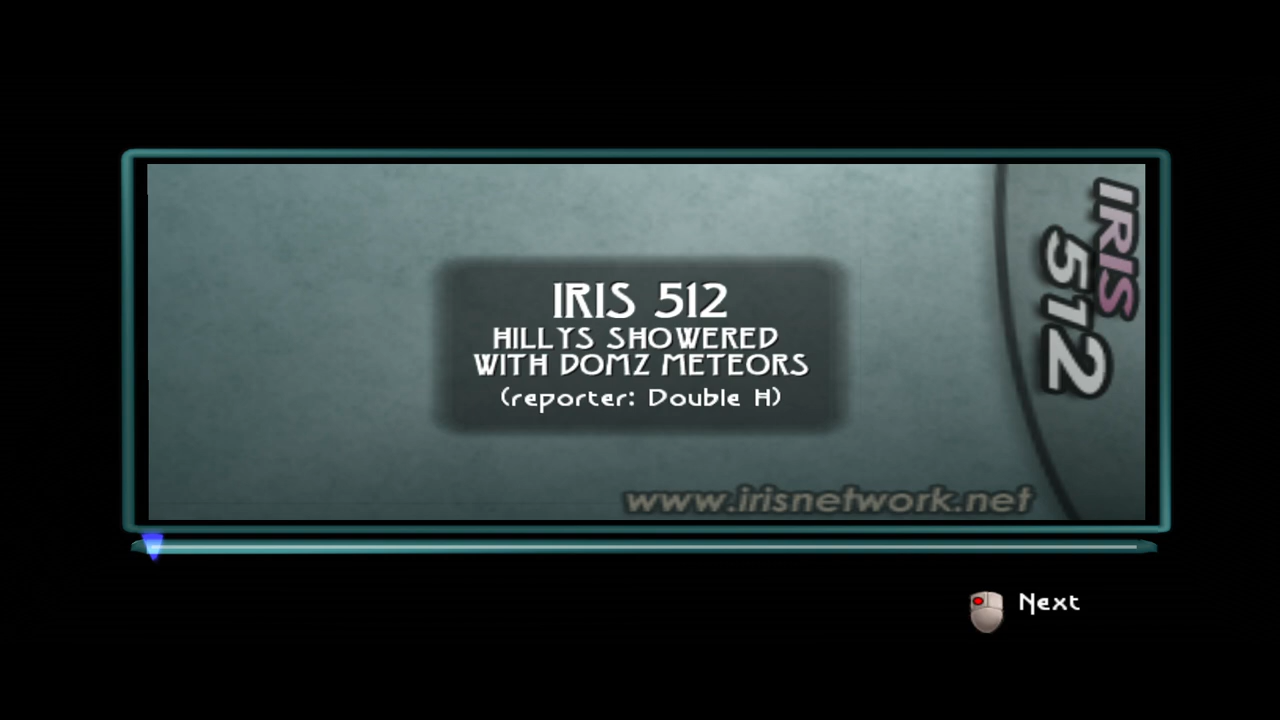 IRIS 512
HILLYS SHOWERED
WITH DOMZ METEORS
(reporter: Double H)
IRIS
512
www.irisnetwork.net
Next